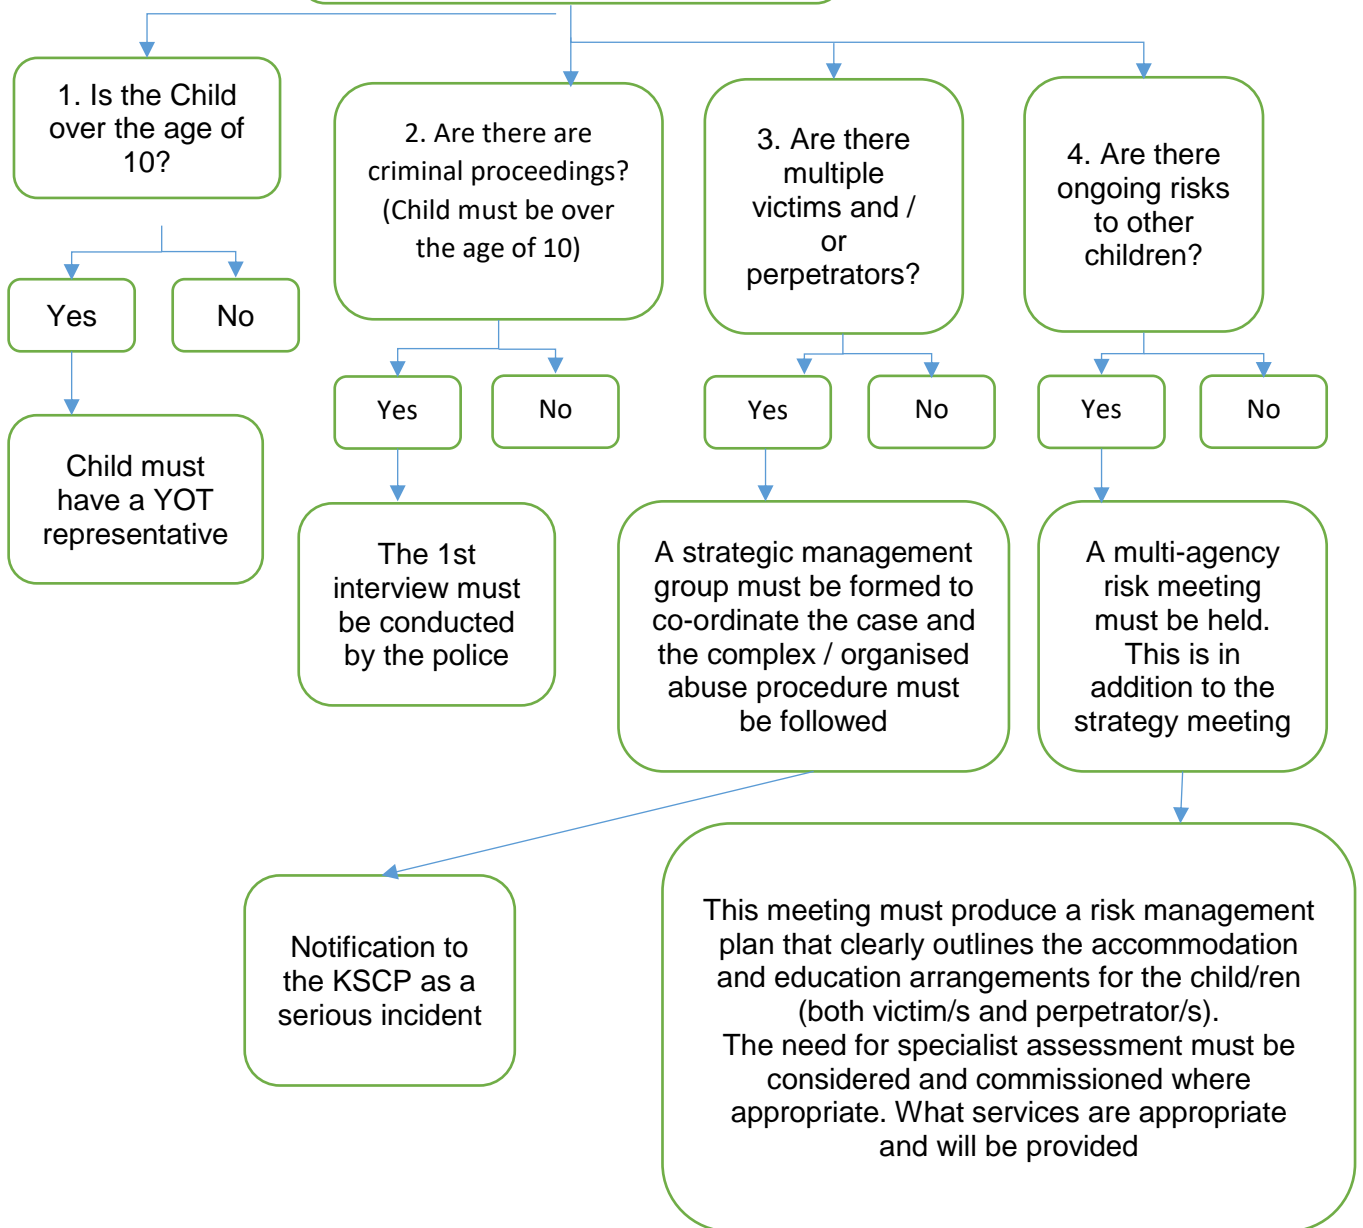 1. Is the Child
over the age of
10?
2. Are there are
criminal proceedings?
(Child must be over
the age of 10)
3. Are there
multiple
victims and /
or
perpetrators?
4. Are there
ongoing risks
to other
children?
Yes
No
Yes
No
Yes
No
Yes
No
Child must
have a YOT
representative
The 1st
interview must
be conducted
by the police
A strategic management
group must be formed to
co-ordinate the case and
the complex / organised
abuse procedure must
be followed
A multi-agency
risk meeting
must be held.
This is in
addition to the
strategy meeting
Notification to
the KSCP as a
serious incident
This meeting must produce a risk management
plan that clearly outlines the accommodation
and education arrangements for the child/ren
(both victim/s and perpetrator/s).
The need for specialist assessment must be
considered and commissioned where
appropriate. What services are appropriate
and will be provided